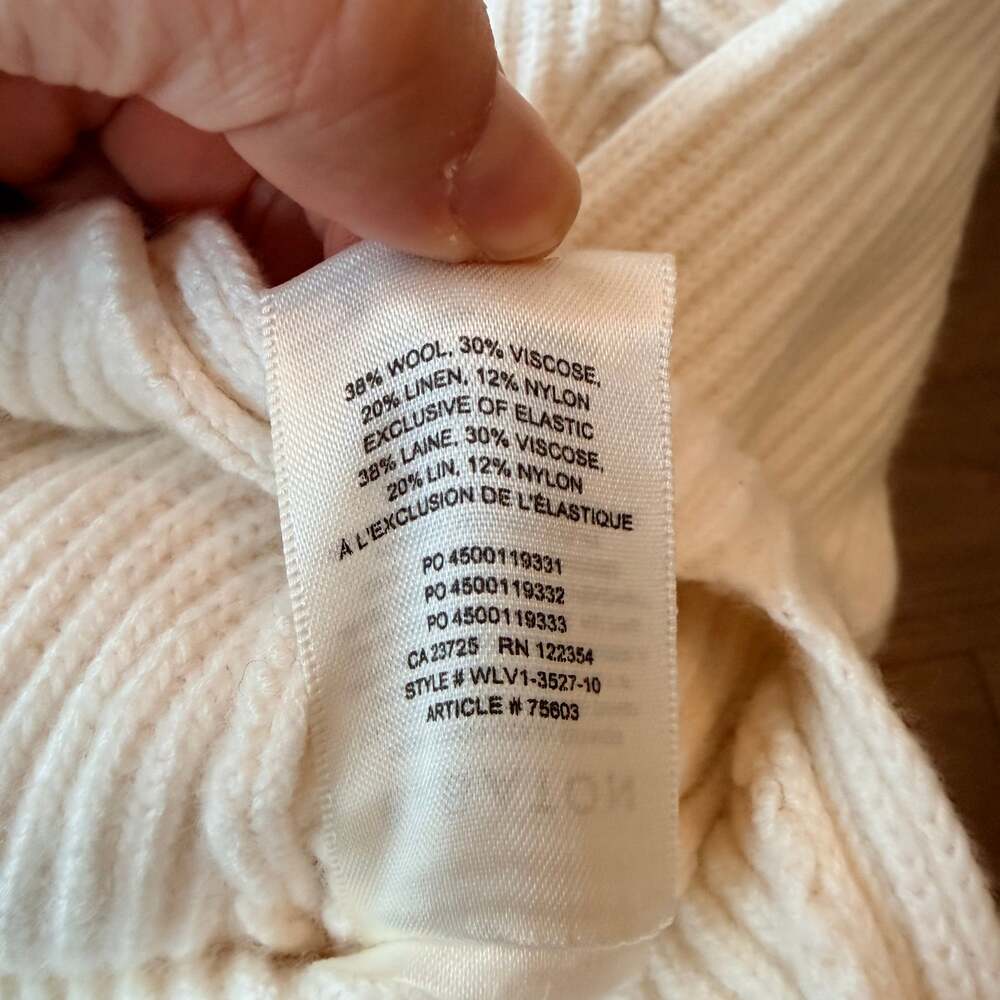 38% WOOL, 30% VISCOSE,
20% LINEN, 12% NYLON
EXCLUSIVE OF ELASTIC
38% LAINE, 30% VISCOSE,
20% LIN, 12% NYLON
À L'EXCLUSION DE L'ÉLASTIQUE
PO 4500119331
PO 4500119332
PO 4500119333
CA 23725 RN 122354
STYLE # WLV1-3527-10
ARTICLE # 75603